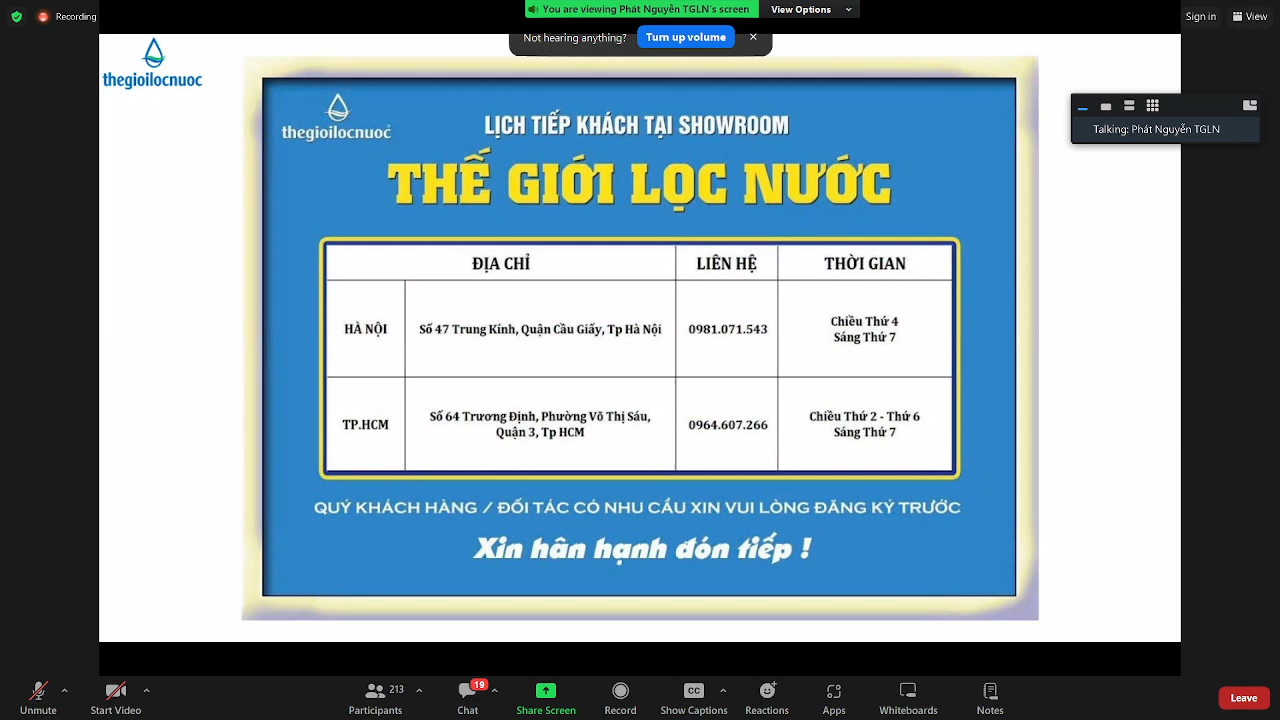 Recording
You are viewing Phát Nguyễn TGLN's screen
View Options
Sign in
View
Not hearing anything?
Turn up volume
thegioilocnuoc
Talking: Phát Nguyễn TGLN
thegioilocnuoc
LỊCH TIẾP KHÁCH TẠI SHOWROOM
THẾ GIỚI LỌC NƯỚC
ĐỊA CHỈ LIÊN HỆ THỜI GIAN
HÀ NỘI
Số 47 Trung Kính, Quận Cầu Giấy, Tp Hà Nội
0981.071.543
Chiều Thứ 4
Sáng Thứ 7
TP.HCM
Số 64 Trương Định, Phường Võ Thị Sáu,
Quận 3, Tp HCM
0964.607.266
Chiều Thứ 2 - Thứ 6
Sáng Thứ 7
QUÝ KHÁCH HÀNG / ĐỐI TÁC CÓ NHU CẦU XIN VUI LÒNG ĐĂNG KÝ TRƯỚC
Xin hân hạnh đón tiếp !
213
19
CC
Unmute
Start Video
Participants
Chat
Share Screen
Record
Show Captions
Reactions
Apps
Whiteboards
Notes
Leave